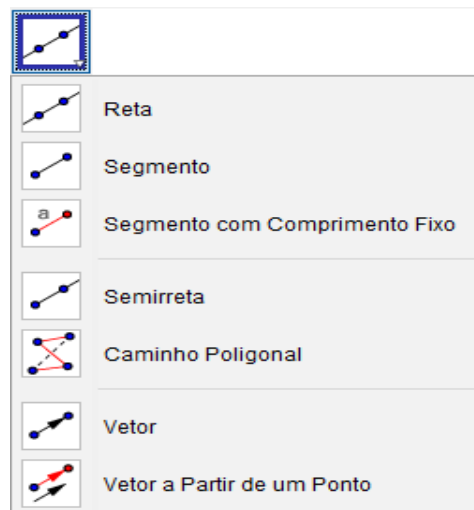 Reta
Segmento
a
Segmento com Comprimento Fixo
Semirreta
Caminho Poligonal
Vetor
Vetor a Partir de um Ponto